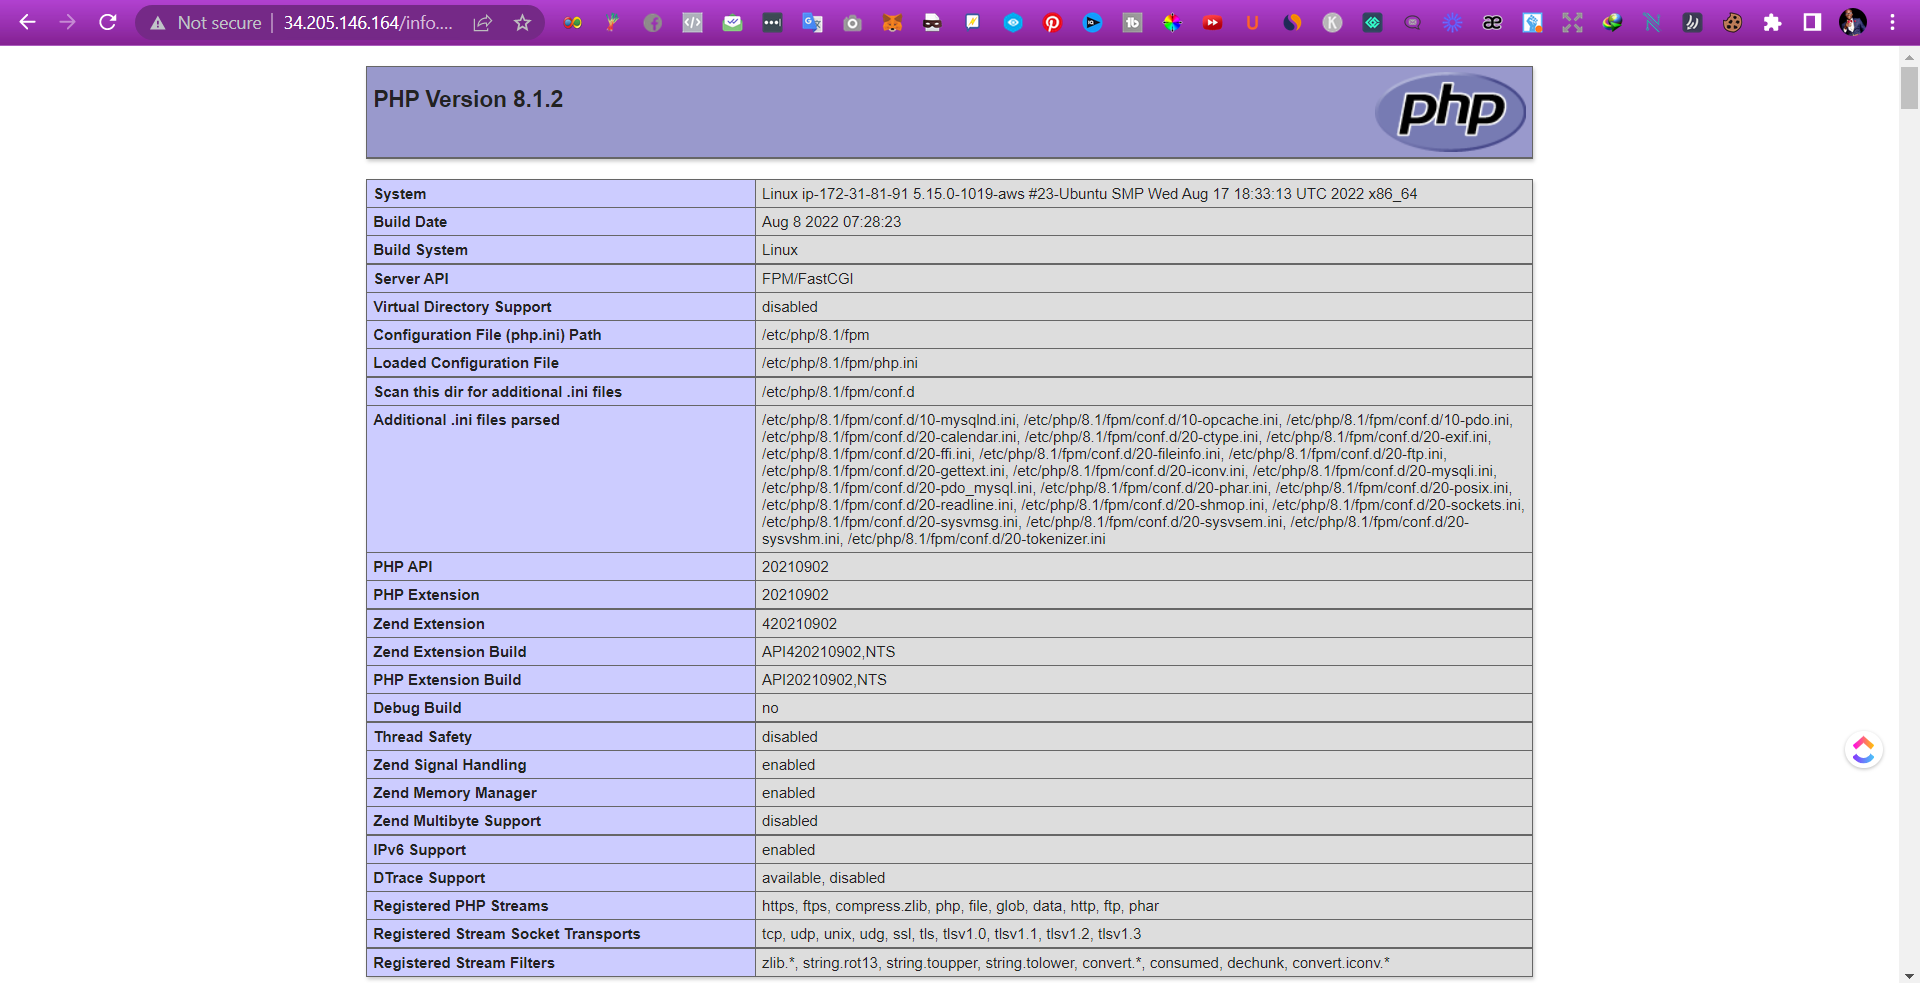 Not secure | 34.205.146.164/info....
PHP Version 8.1.2
php
System Linux ip-172-31-81-91 5.15.0-1019-aws #23-Ubuntu SMP Wed Aug 17 18:33:13 UTC 2022 x86_64
Build Date Aug 8 2022 07:28:23
Build System Linux
Server API FPM/FastCGI
Virtual Directory Support disabled
Configuration File (php.ini) Path /etc/php/8.1/fpm
Loaded Configuration File /etc/php/8.1/fpm/php.ini
Scan this dir for additional .ini files /etc/php/8.1/fpm/conf.d
Additional .ini files parsed /etc/php/8.1/fpm/conf.d/10-mysqlnd.ini, /etc/php/8.1/fpm/conf.d/10-opcache.ini, /etc/php/8.1/fpm/conf.d/10-pdo.ini,
/etc/php/8.1/fpm/conf.d/20-calendar.ini, /etc/php/8.1/fpm/conf.d/20-ctype.ini, /etc/php/8.1/fpm/conf.d/20-exif.ini,
/etc/php/8.1/fpm/conf.d/20-ffi.ini, /etc/php/8.1/fpm/conf.d/20-fileinfo.ini, /etc/php/8.1/fpm/conf.d/20-ftp.ini,
/etc/php/8.1/fpm/conf.d/20-gettext.ini, /etc/php/8.1/fpm/conf.d/20-iconv.ini, /etc/php/8.1/fpm/conf.d/20-mysqli.ini,
/etc/php/8.1/fpm/conf.d/20-pdo_mysql.ini, /etc/php/8.1/fpm/conf.d/20-phar.ini, /etc/php/8.1/fpm/conf.d/20-posix.ini,
/etc/php/8.1/fpm/conf.d/20-readline.ini, /etc/php/8.1/fpm/conf.d/20-shmop.ini, /etc/php/8.1/fpm/conf.d/20-sockets.ini,
/etc/php/8.1/fpm/conf.d/20-sysvmsg.ini, /etc/php/8.1/fpm/conf.d/20-sysvsem.ini, /etc/php/8.1/fpm/conf.d/20-
sysvshm.ini, /etc/php/8.1/fpm/conf.d/20-tokenizer.ini
PHP API 20210902
PHP Extension 20210902
Zend Extension 420210902
Zend Extension Build API420210902,NTS
PHP Extension Build API20210902,NTS
Debug Build no
Thread Safety disabled
Zend Signal Handling enabled
Zend Memory Manager enabled
Zend Multibyte Support disabled
IPv6 Support enabled
DTrace Support available, disabled
Registered PHP Streams https, ftps, compress.zlib, php, file, glob, data, http, ftp, phar
Registered Stream Socket Transports tcp, udp, unix, udg, ssl, tls, tlsv1.0, tlsv1.1, tlsv1.2, tlsv1.3
Registered Stream Filters zlib.*, string.rot13, string.toupper, string.tolower, convert.*, consumed, dechunk, convert.iconv.*